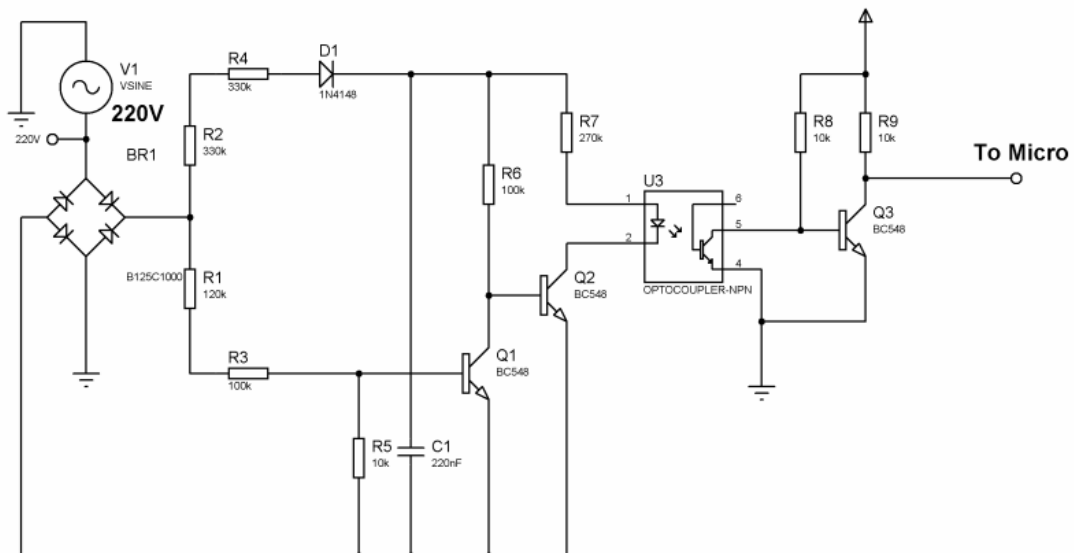 V1
VSINE
220V
220V
BR1
B125C1000
R4
330k
D1
1N4148
R2
330k
R1
120k
R3
100k
R5
10k
C1
220nF
R6
100k
Q1
BC548
R7
270k
Q2
BC548
U3
1
2
6
5
4
OPTOCOUPLER-NPN
R8
10k
R9
10k
Q3
BC548
To Micro